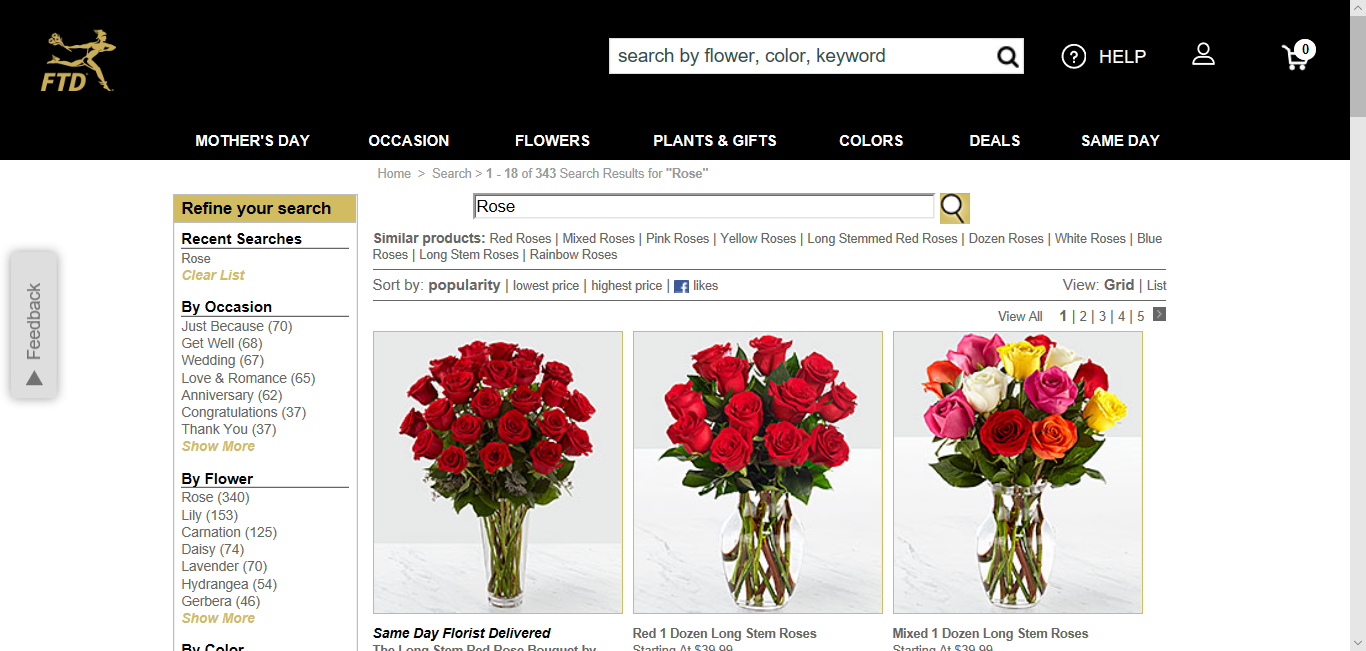 FTD
search by flower, color, keyword
? HELP
0
MOTHER'S DAY OCCASION FLOWERS PLANTS & GIFTS COLORS DEALS SAME DAY
Home > Search > 1 - 18 of 343 Search Results for "Rose"
Refine your search
Recent Searches
Rose
Clear List
By Occasion
Just Because (70)
Get Well (68)
Wedding (67)
Love & Romance (65)
Anniversary (62)
Congratulations (37)
Thank You (37)
Show More
By Flower
Rose (340)
Lily (153)
Carnation (125)
Daisy (74)
Lavender (70)
Hydrangea (54)
Gerbera (46)
Show More
By Color
Feedback
Rose
Similar products: Red Roses | Mixed Roses | Pink Roses | Yellow Roses | Long Stemmed Red Roses | Dozen Roses | White Roses | Blue
Roses | Long Stem Roses | Rainbow Roses
Sort by: popularity | lowest price | highest price | f likes
View: Grid | List
View All 1 | 2 | 3 | 4 | 5
Same Day Florist Delivered
The Long Stem Red Rose Bouquet by
Red 1 Dozen Long Stem Roses
Starting At $39.99
Mixed 1 Dozen Long Stem Roses
Starting At $39.99